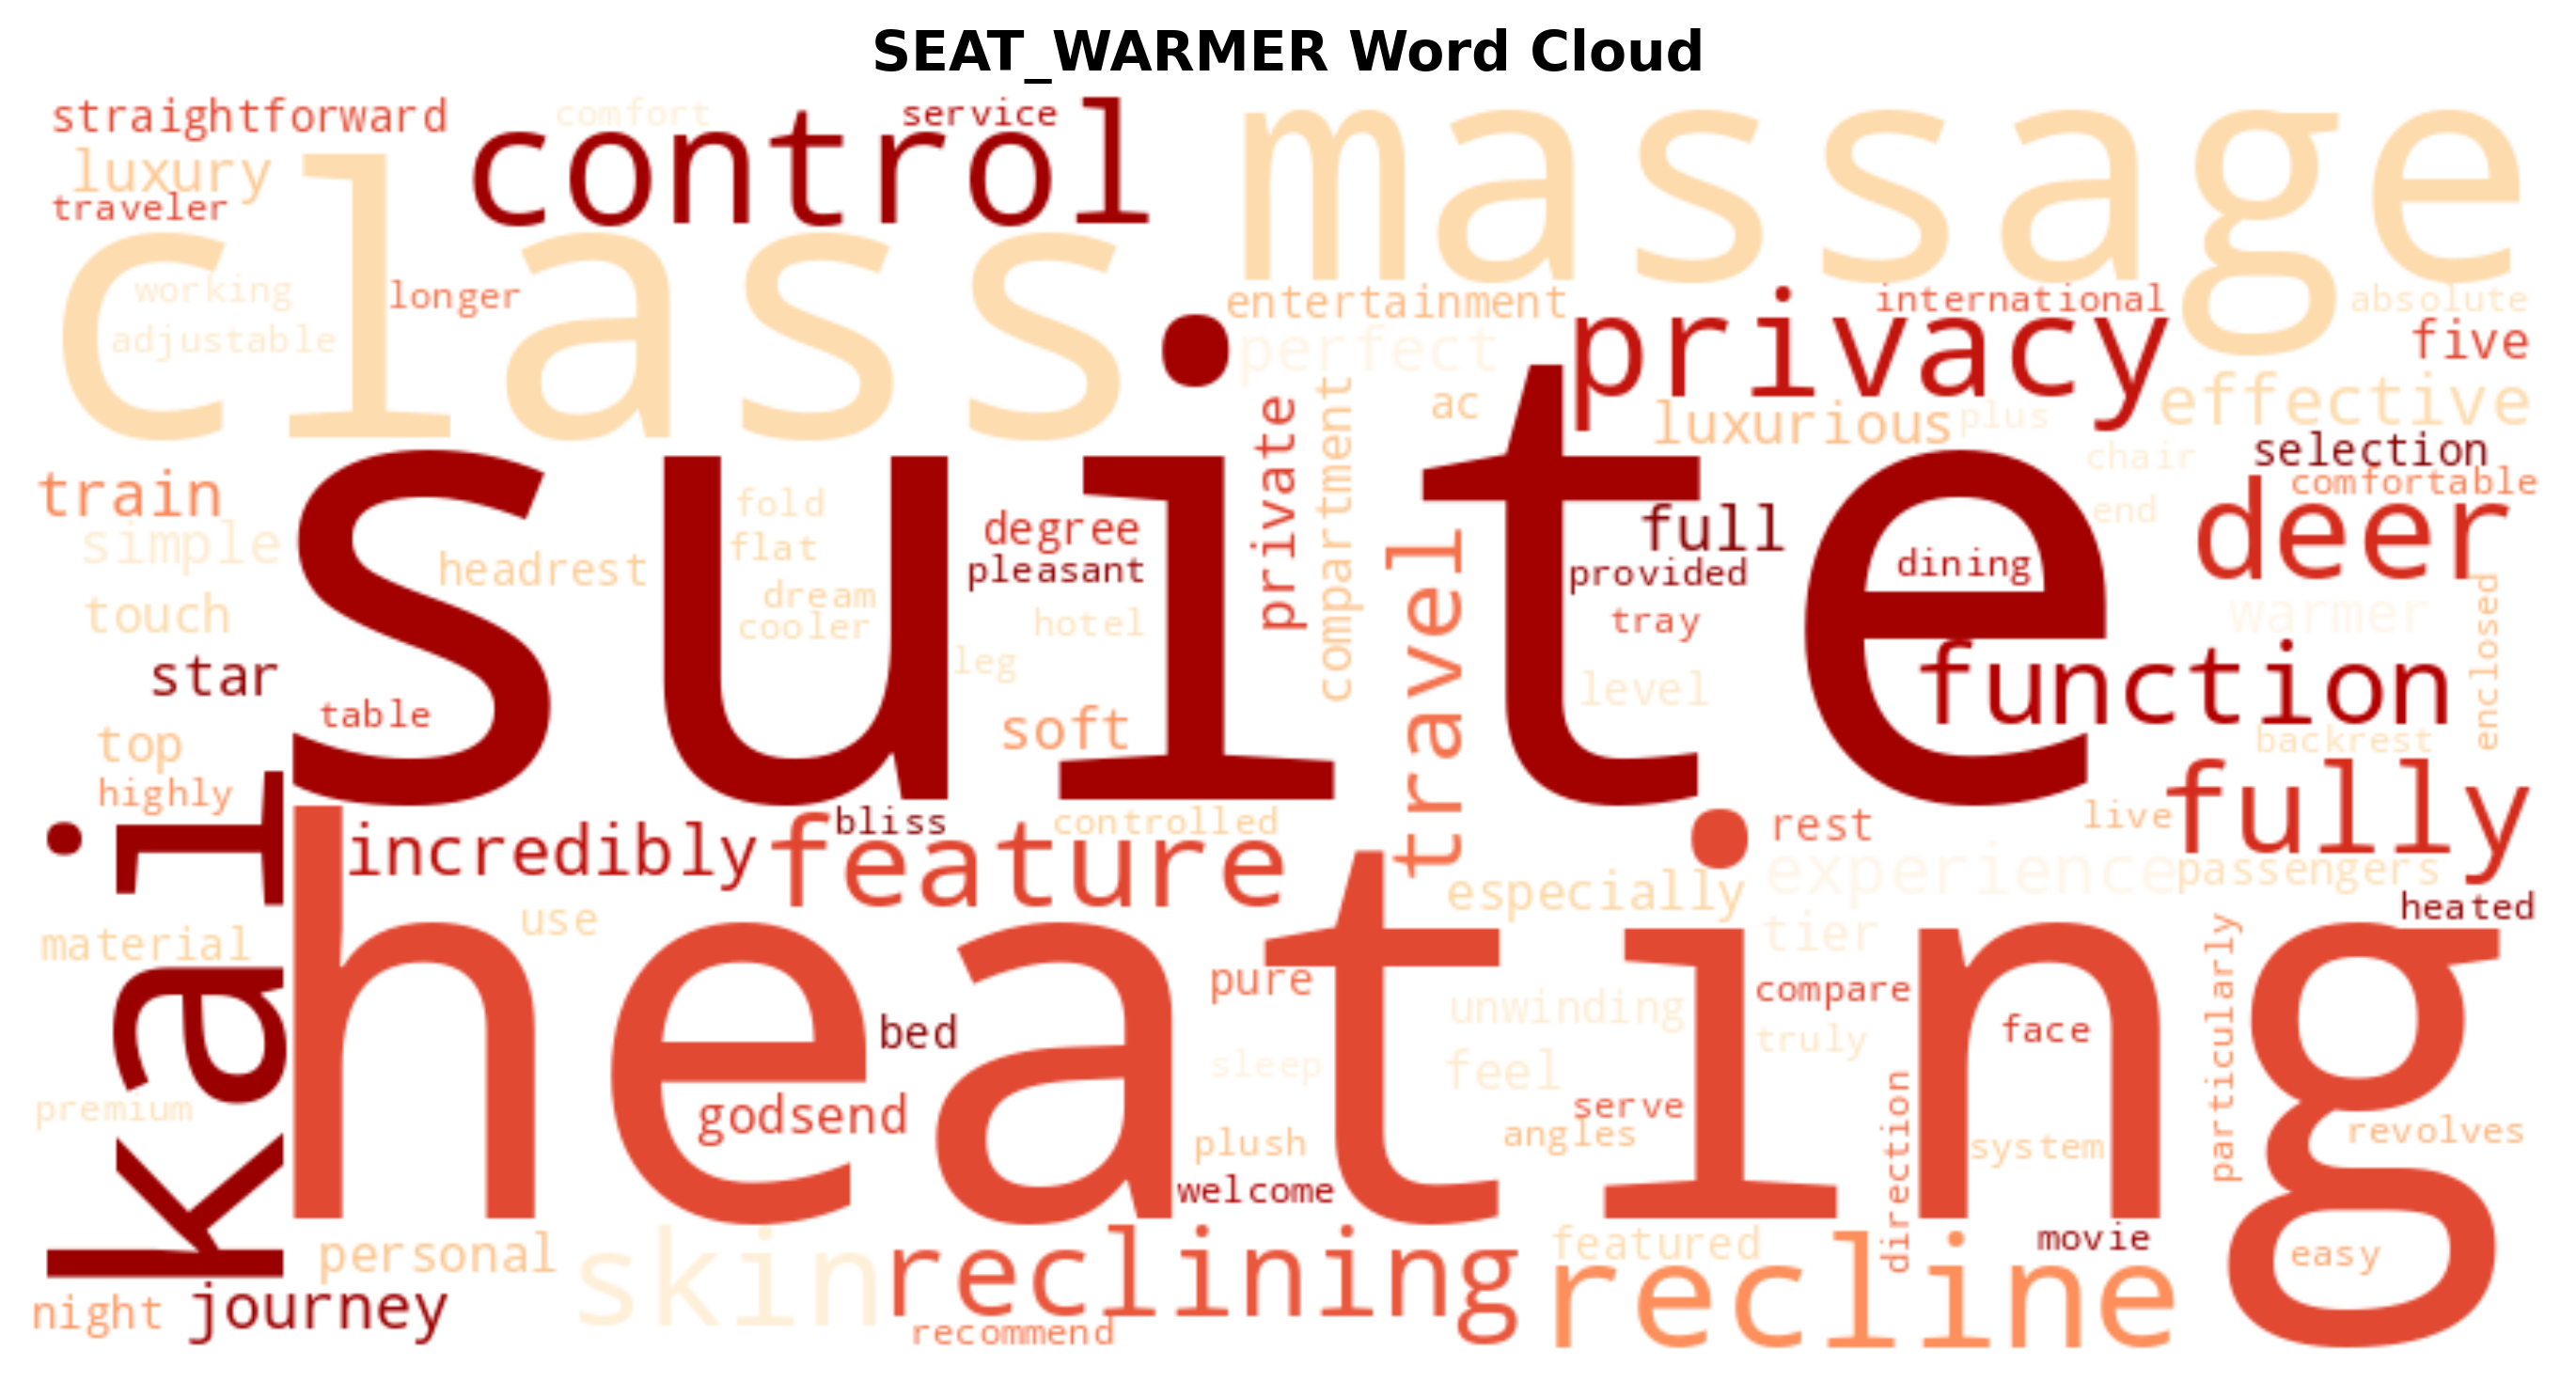 SEAT_WARMER Word Cloud
straightforward
comfort
service
control
massage
luxury
traveler
class
working
longer
adjustable
entertainment
international
absolute
perfect
privacy
five
ac
effective
luxurious
plus
private
compartment
selection
chair
comfortable
train
suite
fold
degree
full
end
deer
simple
headrest
flat
pleasant
provided
dining
dream
touch
cooler
hotel
tray
warmer
enclosed
travel
star
leg
level
function
table
soft
top
backrest
highly
kai
incredibly
feature
bliss
controlled
rest
live
fully
experience
passengers
especially
heated
material
use
heating
tier
particularly
pure
compare
unwinding
bed
face
truly
sleep
feel
premium
godsend
serve
plush
angles
direction
system
revolves
welcome
personal
skin
reclining
featured
recline
movie
easy
night
journey
recommend